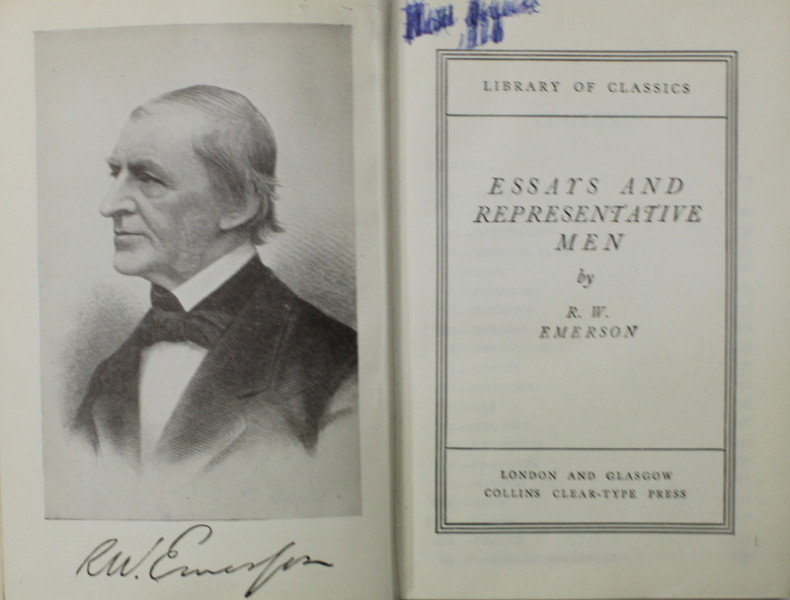 R.W. Emerson
LIBRARY OF CLASSICS
ESSAYS AND
REPRESENTATIVE
MEN
by
R. W.
EMERSON
LONDON AND GLASGOW
COLLINS CLEAR-TYPE PRESS